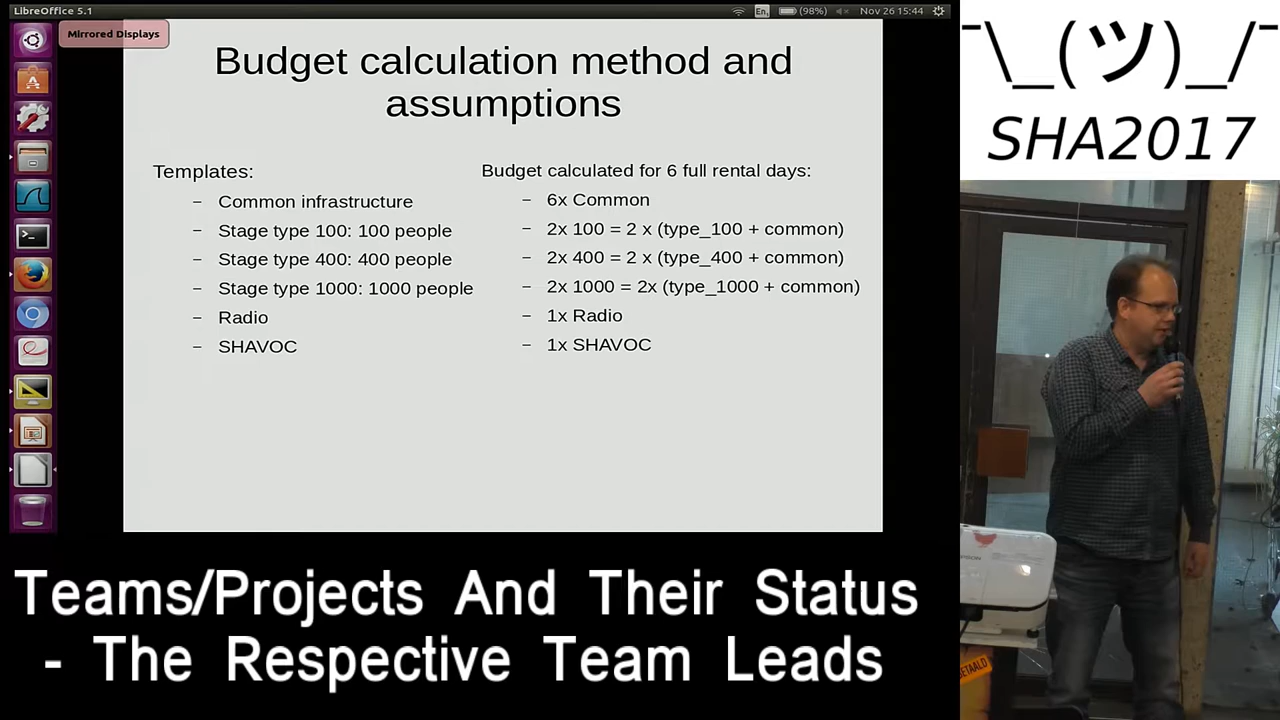 LibreOffice 5.1
En
(98%)
Nov 26 15:44
Mirrored Displays
Budget calculation method and
assumptions
Templates:
– Common infrastructure
– Stage type 100: 100 people
– Stage type 400: 400 people
– Stage type 1000: 1000 people
– Radio
– SHAVOC
Budget calculated for 6 full rental days:
– 6x Common
– 2x 100 = 2 x (type_100 + common)
– 2x 400 = 2 x (type_400 + common)
– 2x 1000 = 2x (type_1000 + common)
– 1x Radio
– 1x SHAVOC
¯\_(ツ)_/¯
SHA2017
EPSON
BETAALD
Teams/Projects And Their Status
- The Respective Team Leads